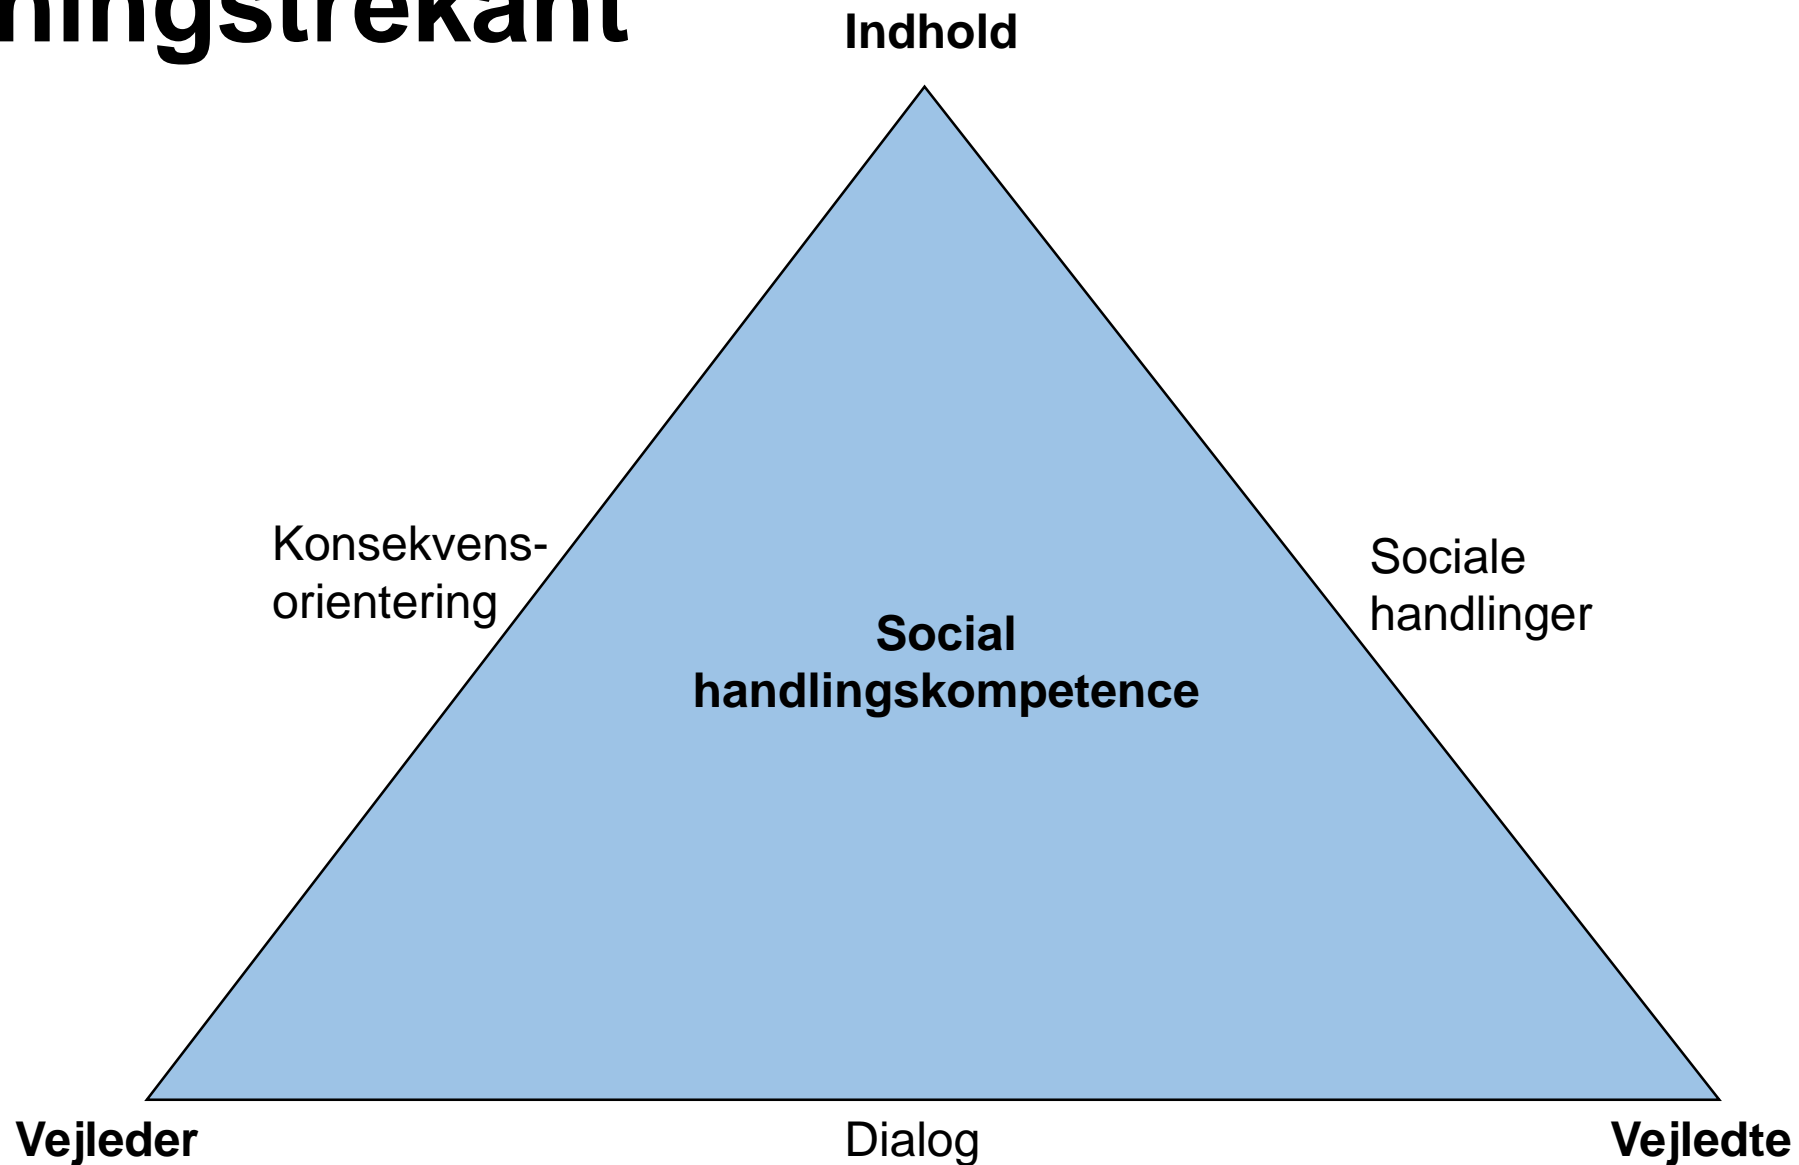 ningstrekant
Indhold
Konsekvens-
orientering
Sociale
handlinger
Social
handlingskompetence
Vejleder
Dialog
Vejledte